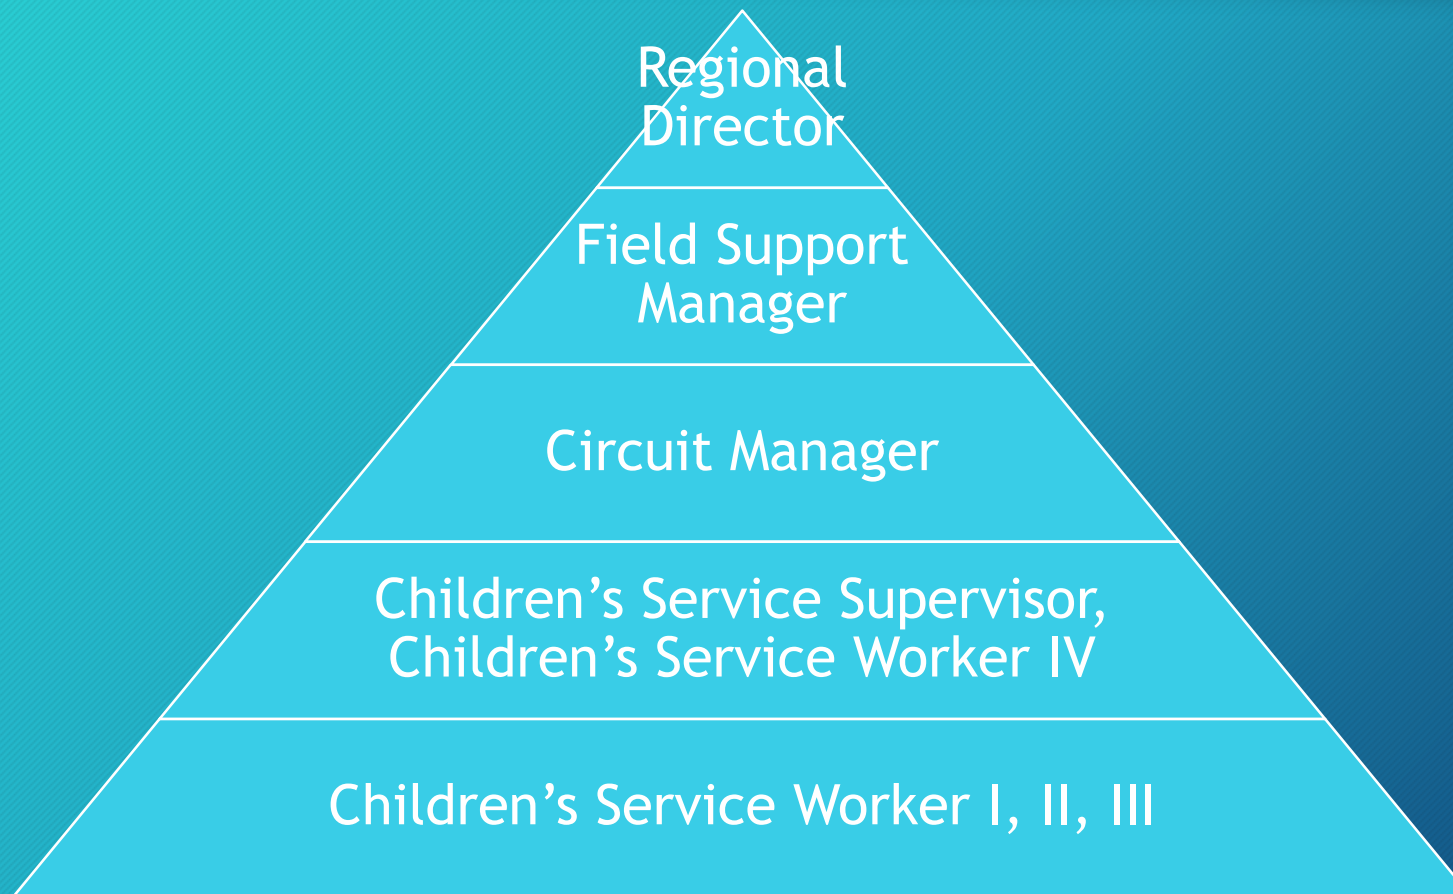 Regional
Director
Field Support
Manager
Circuit Manager
Children’s Service Supervisor,
Children’s Service Worker IV
Children’s Service Worker I, II, III